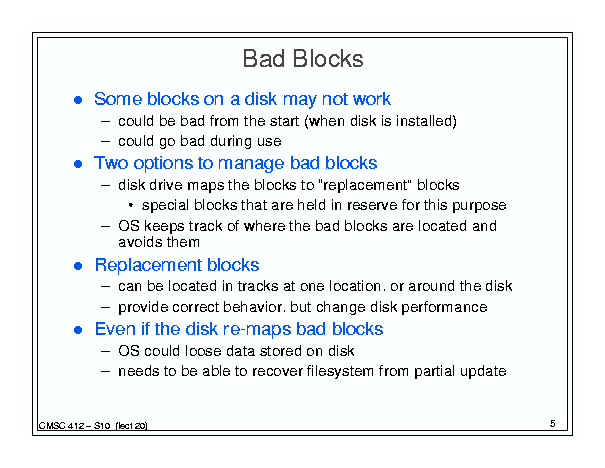 Bad Blocks
● Some blocks on a disk may not work
– could be bad from the start (when disk is installed)
– could go bad during use
● Two options to manage bad blocks
– disk drive maps the blocks to "replacement" blocks
• special blocks that are held in reserve for this purpose
– OS keeps track of where the bad blocks are located and
avoids them
● Replacement blocks
– can be located in tracks at one location, or around the disk
– provide correct behavior, but change disk performance
● Even if the disk re-maps bad blocks
– OS could loose data stored on disk
– needs to be able to recover filesystem from partial update
CMSC 412 – S10 (lect 20)
5